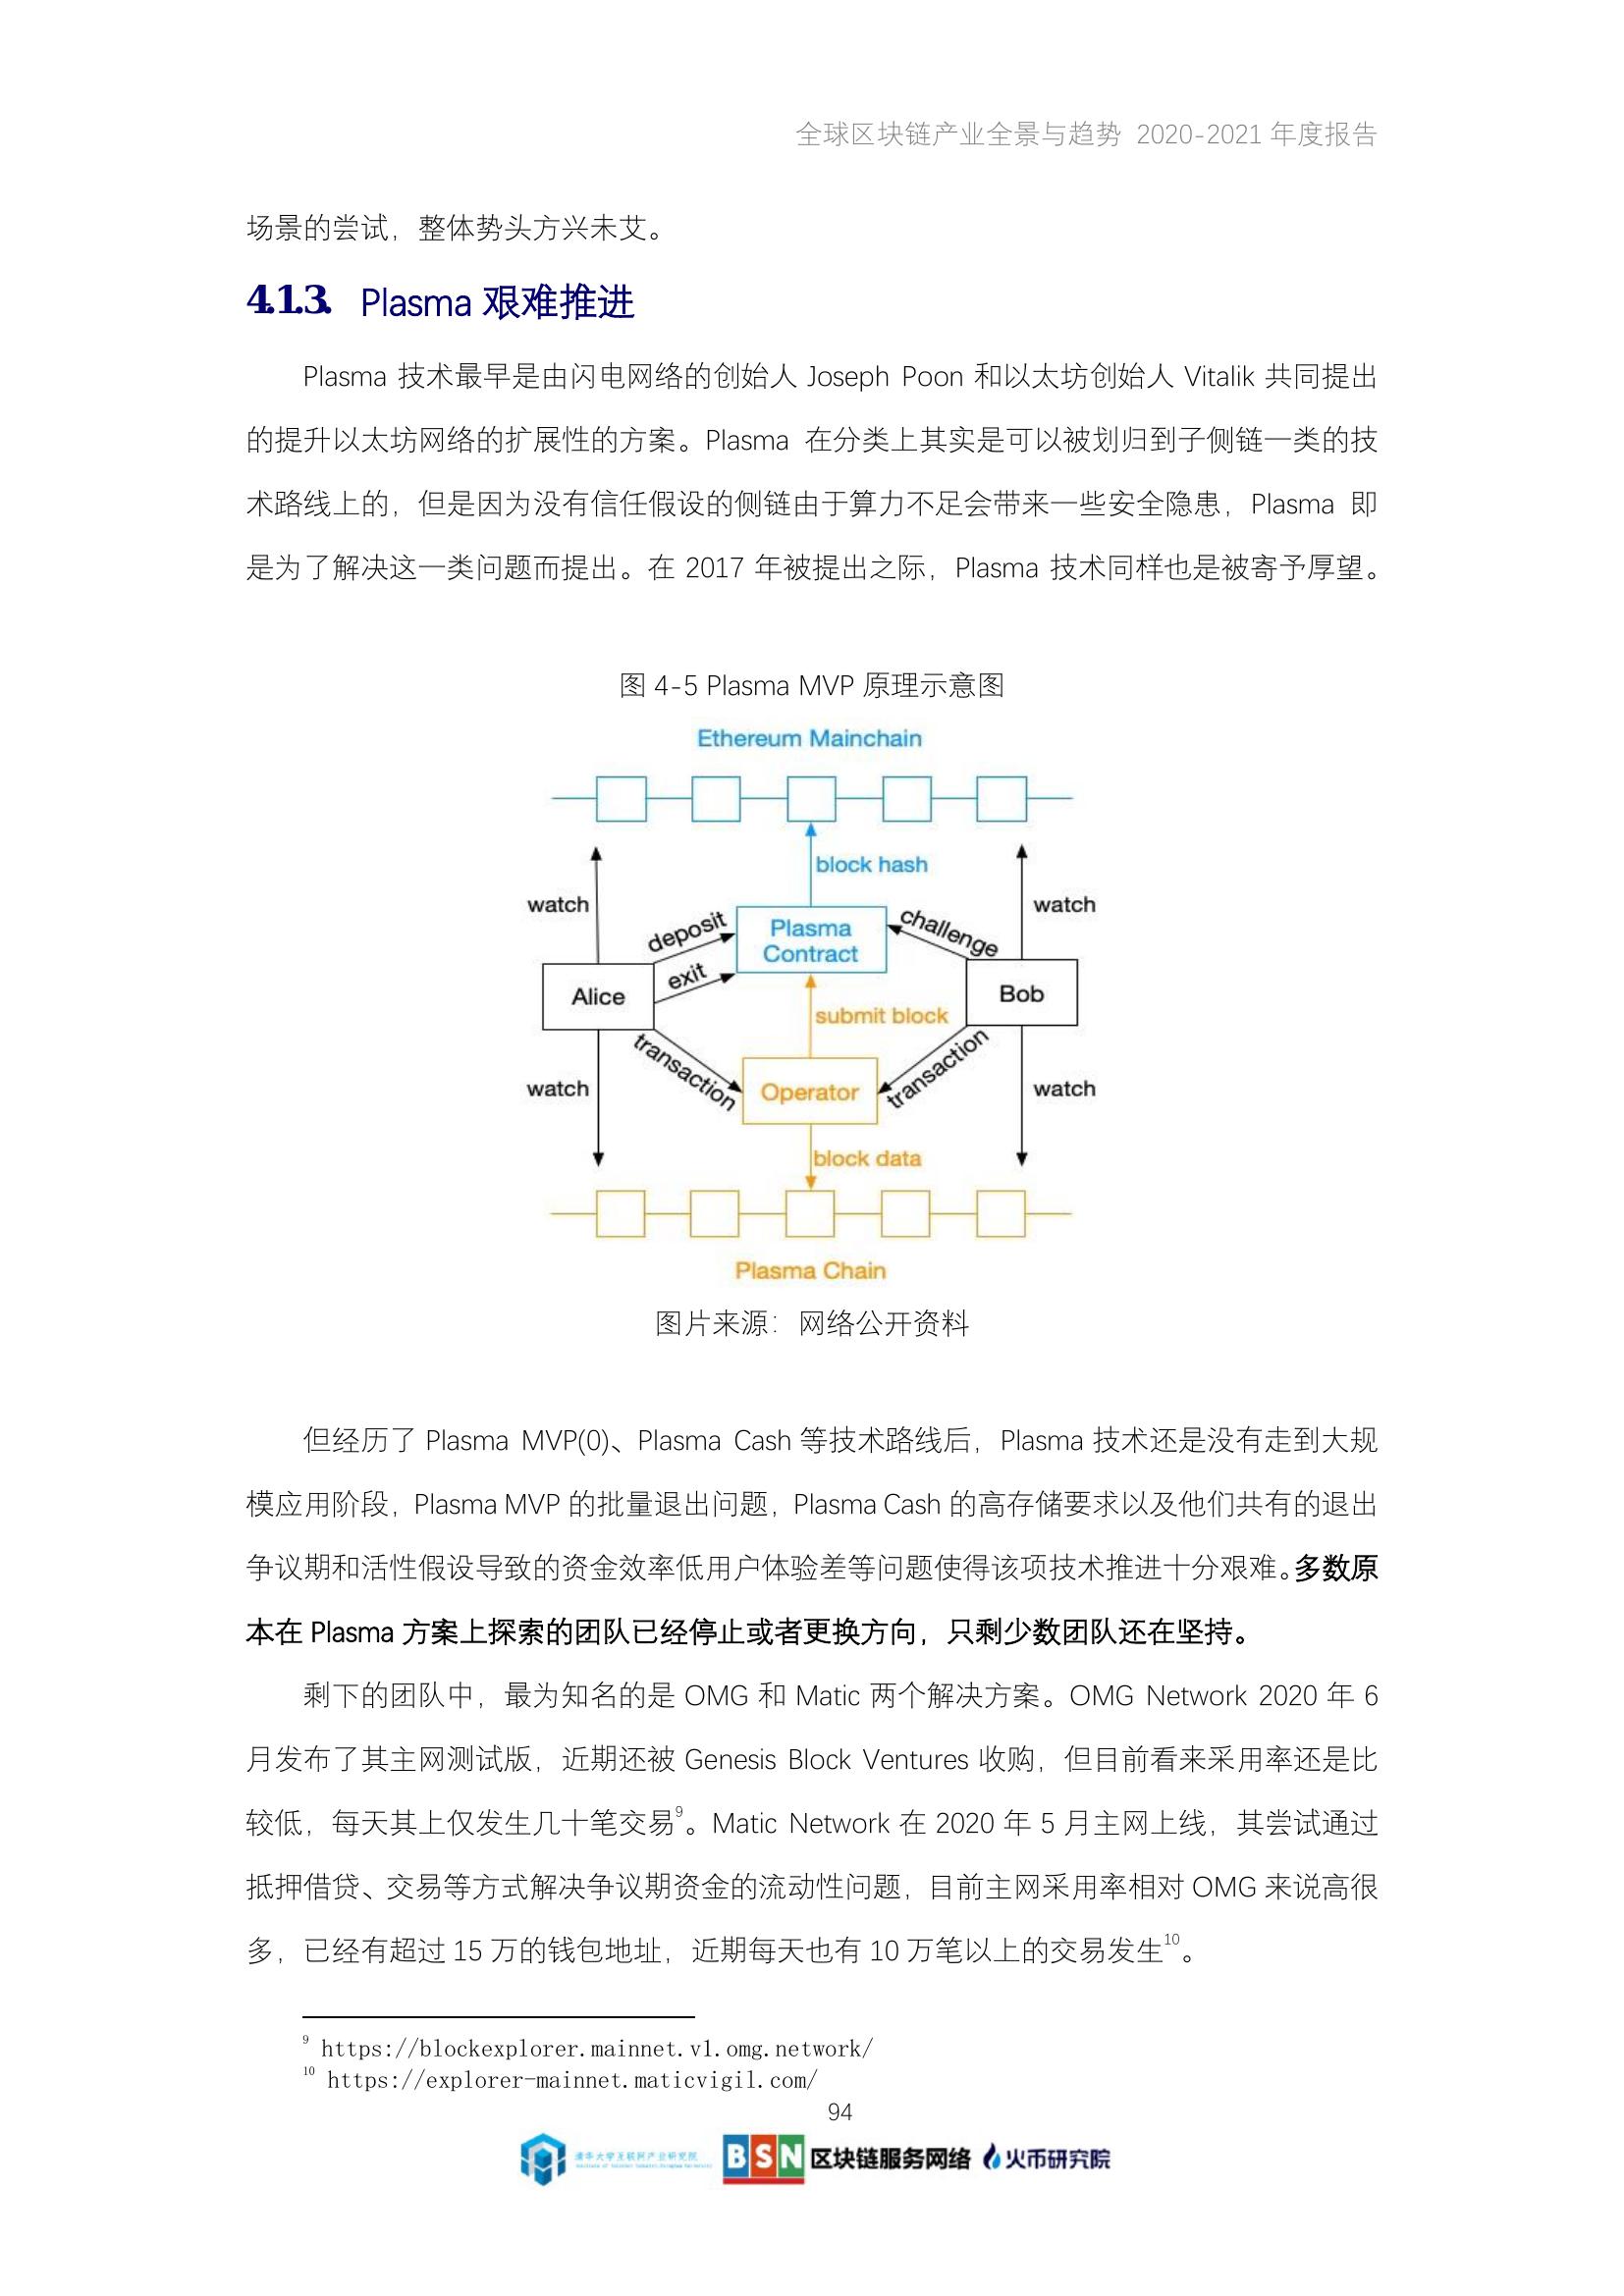 全球区块链产业全景与趋势 2020-2021 年度报告
场景的尝试，整体势头方兴未艾。
4.1.3. Plasma 艰难推进
Plasma 技术最早是由闪电网络的创始人 Joseph Poon 和以太坊创始人 Vitalik 共同提出
的提升以太坊网络的扩展性的方案。Plasma 在分类上其实是可以被划归到子侧链一类的技
术路线上的，但是因为没有信任假设的侧链由于算力不足会带来一些安全隐患，Plasma 即
是为了解决这一类问题而提出。在 2017 年被提出之际，Plasma 技术同样也是被寄予厚望。
图 4-5 Plasma MVP 原理示意图
Ethereum Mainchain
block hash
watch
watch
deposit
Plasma
Contract
challenge
exit
Alice
Bob
submit block
transaction
Operator
transaction
watch
watch
block data
Plasma Chain
图片来源：网络公开资料
但经历了 Plasma MVP(0)、Plasma Cash 等技术路线后，Plasma 技术还是没有走到大规
模应用阶段，Plasma MVP 的批量退出问题，Plasma Cash 的高存储要求以及他们共有的退出
争议期和活性假设导致的资金效率低用户体验差等问题使得该项技术推进十分艰难。多数原
本在 Plasma 方案上探索的团队已经停止或者更换方向，只剩少数团队还在坚持。
剩下的团队中，最为知名的是 OMG 和 Matic 两个解决方案。OMG Network 2020 年 6
月发布了其主网测试版，近期还被 Genesis Block Ventures 收购，但目前看来采用率还是比
较低，每天其上仅发生几十笔交易9。Matic Network 在 2020 年 5 月主网上线，其尝试通过
抵押借贷、交易等方式解决争议期资金的流动性问题，目前主网采用率相对 OMG 来说高很
多，已经有超过 15 万的钱包地址，近期每天也有 10 万笔以上的交易发生10。
9 https://blockexplorer.mainnet.v1.omg.network/
10 https://explorer-mainnet.maticvigil.com/
94
清华大学互联网产业研究院
BSN 区块链服务网络 火币研究院